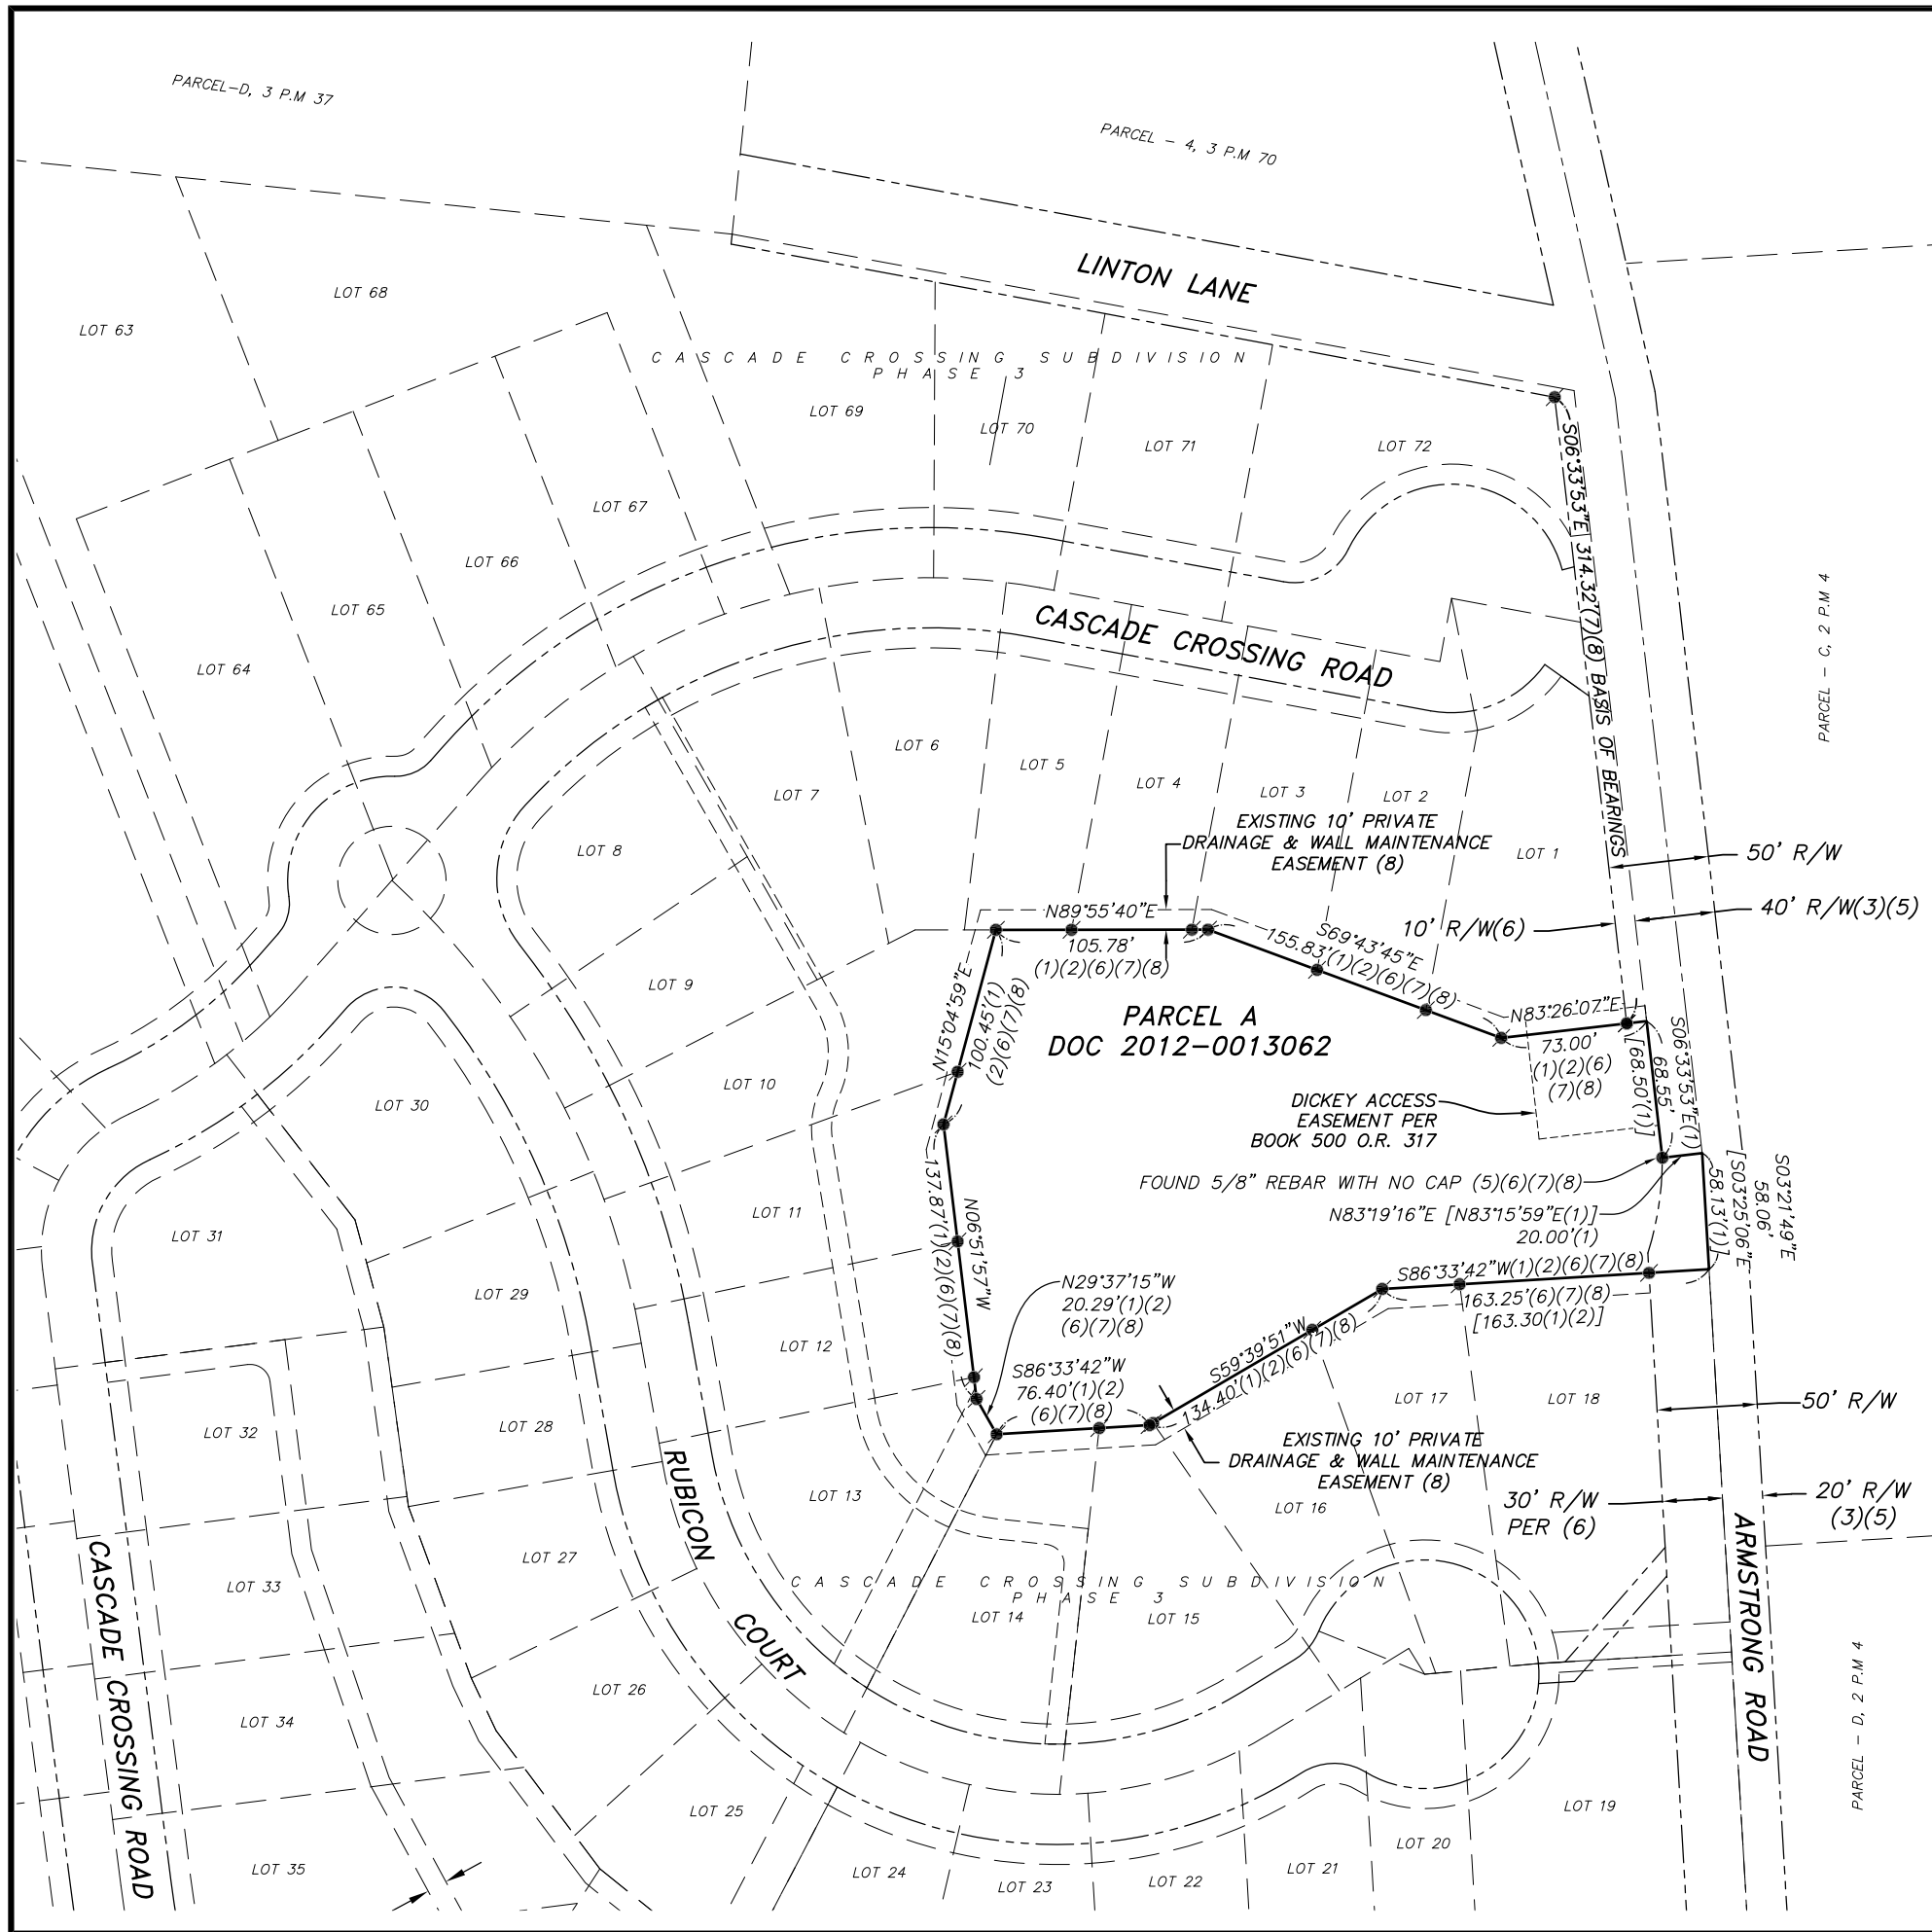 PARCEL-D, 3 P.M 37
PARCEL - 4, 3 P.M 70
LINTON LANE
LOT 68
LOT 63
CASCADE CROSSING SUBDIVISION
PHASE 3
LOT 69
LOT 70
LOT 71
LOT 72
S06°33'53"E 314.32'(7)(8) BASIS OF BEARINGS
LOT 67
LOT 66
LOT 65
LOT 64
CASCADE CROSSING ROAD
PARCEL - C, 2 P.M 4
LOT 6
LOT 5
LOT 4
LOT 3
LOT 2
LOT 7
LOT 8
LOT 1
EXISTING 10' PRIVATE
DRAINAGE & WALL MAINTENANCE
EASEMENT (8)
50' R/W
40' R/W(3)(5)
10' R/W(6)
N89°55'40"E
105.78'
(1)(2)(6)(7)(8)
S69°43'45"E
155.83'(1)(2)(6)(7)(8)
N15°04'59"E
100.45'(1)
(2)(6)(7)(8)
LOT 9
PARCEL A
DOC 2012-0013062
N83°26'07"E
73.00'
(1)(2)(6)
(7)(8)
S06°33'53"E(1)
68.55'
[68.50'(1)]
LOT 10
LOT 30
DICKEY ACCESS
EASEMENT PER
BOOK 500 O.R. 317
FOUND 5/8" REBAR WITH NO CAP (5)(6)(7)(8)
N83°19'16"E [N83°15'59"E(1)]
20.00'(1)
S03°21'49"E
58.06'
[S03°25'06"E
58.13'(1)]
LOT 11
LOT 31
N06°51'57"W
137.87'(1)(2)(6)(7)(8)
N29°37'15"W
20.29'(1)(2)
(6)(7)(8)
S86°33'42"W(1)(2)(6)(7)(8)
163.25'(6)(7)(8)
[163.30(1)(2)]
LOT 29
LOT 12
S86°33'42"W
76.40'(1)(2)
(6)(7)(8)
S59°39'51"W
134.40'(1)(2)(6)(7)(8)
LOT 17
LOT 18
50' R/W
LOT 28
LOT 32
EXISTING 10' PRIVATE
DRAINAGE & WALL MAINTENANCE
EASEMENT (8)
LOT 13
LOT 16
30' R/W
PER (6)
20' R/W
(3)(5)
RUBICON
COURT
ARMSTRONG ROAD
CASCADE CROSSING ROAD
LOT 27
LOT 33
CASCADE CROSSING SUBDIVISION
PHASE 3
LOT 14
LOT 15
LOT 26
LOT 34
PARCEL - D, 2 P.M 4
LOT 25
LOT 19
LOT 20
LOT 35
LOT 24
LOT 23
LOT 22
LOT 21